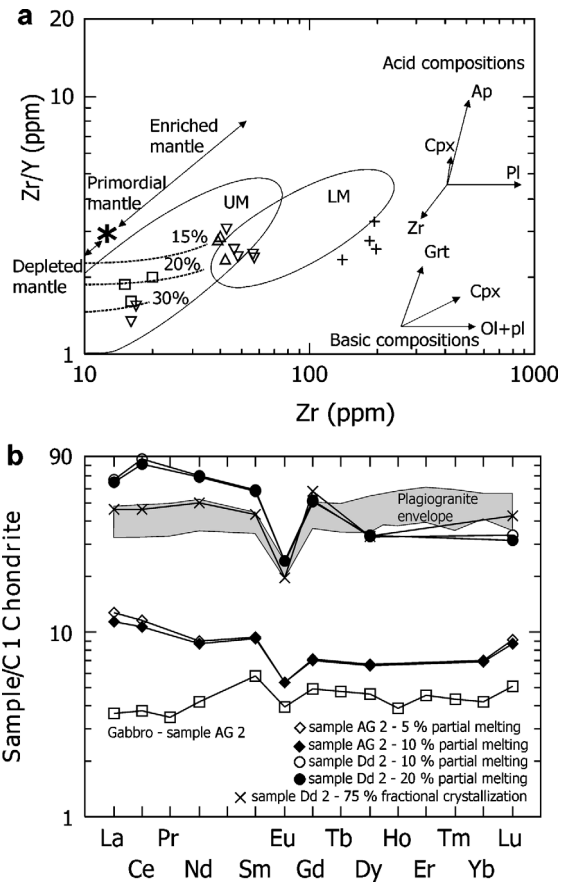 a
20
10
1
Zr/Y (ppm)
Acid compositions
Ap
Cpx
Pl
Zr
Enriched
mantle
Primordial
mantle
UM
LM
15%
20%
30%
Depleted
mantle
Grt
Cpx
Ol+pl
Basic compositions
10
100
1000
Zr (ppm)
b
90
10
1
Sample/C1 Chondrite
Plagiogranite
envelope
Gabbro - sample AG 2
sample AG 2 - 5 % partial melting
sample AG 2 - 10 % partial melting
sample Dd 2 - 10 % partial melting
sample Dd 2 - 20 % partial melting
sample Dd 2 - 75 % fractional crystallization
La Pr Eu Tb Ho Tm Lu
Ce Nd Sm Gd Dy Er Yb